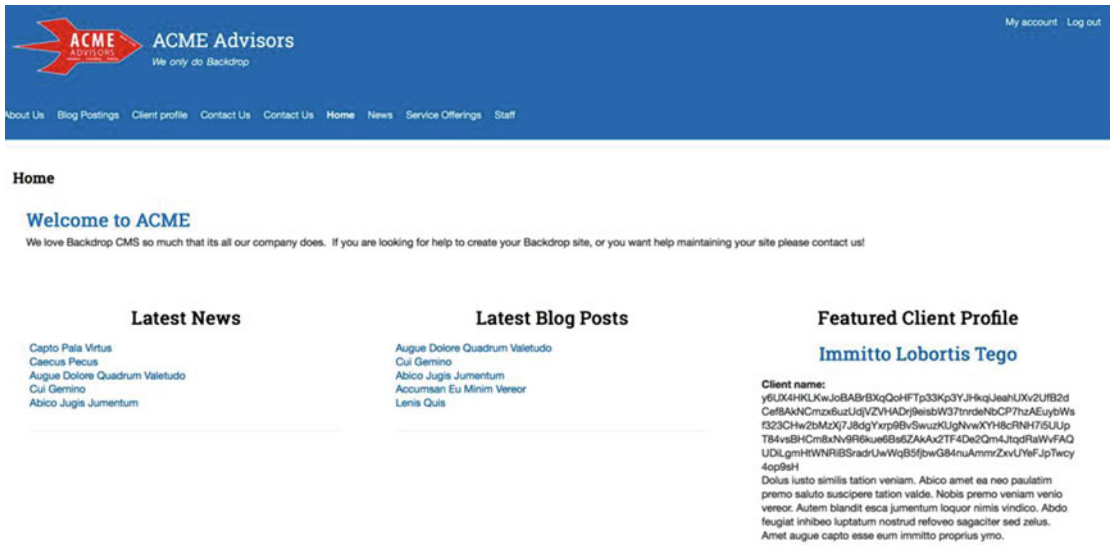 My account Log out
ACME
ADVISORS
ACME Advisors
We only do Backdrop
About Us Blog Postings Client profile Contact Us Contact Us Home News Service Offerings Staff
Home
Welcome to ACME
We love Backdrop CMS so much that its all our company does. If you are looking for help to create your Backdrop site, or you want help maintaining your site please contact us!
Latest News
Capto Pala Virtus
Caecus Pecus
Augue Dolore Quadrum Valetudo
Cui Gemino
Abico Jugis Jumentum
Latest Blog Posts
Augue Dolore Quadrum Valetudo
Cui Gemino
Abico Jugis Jumentum
Accumsan Eu Minim Vereor
Lenis Quis
Featured Client Profile
Immitto Lobortis Tego
Client name:
y6UX4HKLKwJoBABrBXqQoHFTp33Kp3YJHkqiJeahUXv2UfB2d
Cef8AkNCmzx6uzUdjVZVHADrj9eisbW37tnrdeNbCP7hzAEuybWs
f323CHw2bMzXj7J8dgYxrp9BvSwuzKUgNvwXYH8cRNH7i5UUp
T84vsBHCm8xNv9R6kue6Bs6ZAkAx2TF4De2Qm4JtqdRaWvFAQ
UDiLgmHtWNRiBSradrUwWqB5fjbwG84nuAmmrZxvUYeFJpTwcy
4op9sH
Dolus iusto similis tation veniam. Abico amet ea neo paulatim
premo saluto suscipere tation valde. Nobis premo veniam venio
vereor. Autem blandit esca jumentum loquor nimis vindico. Abdo
feugiat inhibeo luptatum nostrud refoveo sagaciter sed zelus.
Amet augue capto esse eum immitto proprius ymo.